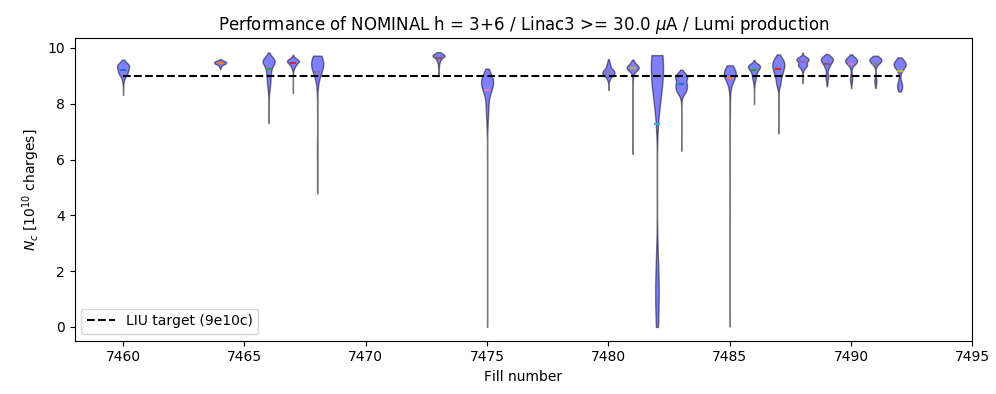 Performance of NOMINAL h = 3+6 / Linac3 >= 30.0 μA / Lumi production
10
8
6
4
2
0
N_c [10^10 charges]
LIU target (9e10c)
7460 7465 7470 7475 7480 7485 7490 7495
Fill number